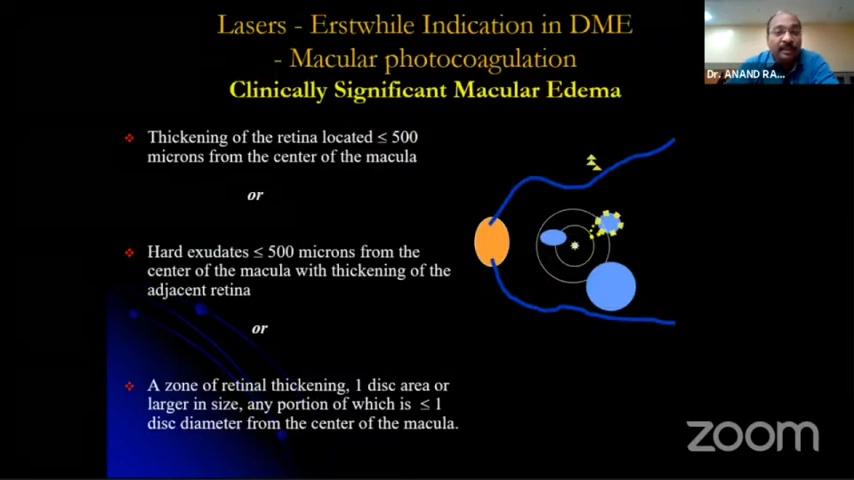 Lasers - Erstwhile Indication in DME
- Macular photocoagulation
Clinically Significant Macular Edema
Dr. ANAND RA...
Thickening of the retina located ≤ 500
microns from the center of the macula
or
Hard exudates ≤ 500 microns from the
center of the macula with thickening of the
adjacent retina
or
A zone of retinal thickening, 1 disc area or
larger in size, any portion of which is ≤ 1
disc diameter from the center of the macula.
zoom